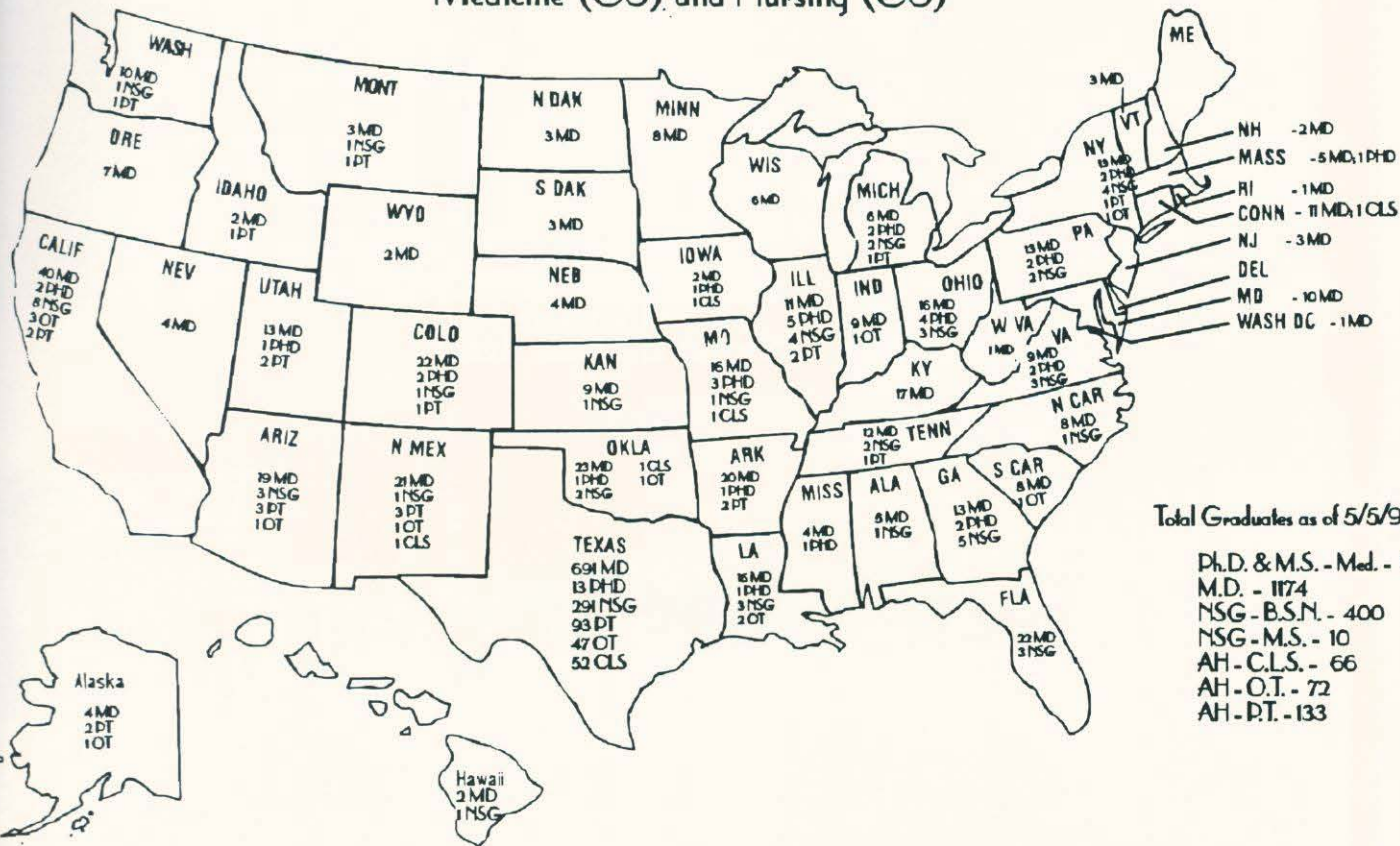 Medicine (GS) and Nursing (GS)
WASH
10 MD
1 NSG
1 PT
ORE
7 MD
IDAHO
2 MD
1 PT
MONT
3 MD
1 NSG
1 PT
WYO
2 MD
N DAK
3 MD
S DAK
3 MD
NEB
4 MD
MINN
8 MD
WIS
6 MD
MICH
6 MD
2 PHD
2 NSG
1 PT
IOWA
2 MD
1 PHD
1 CLS
CALIF
40 MD
2 PHD
8 NSG
3 OT
2 PT
NEV
4 MD
UTAH
13 MD
1 PHD
2 PT
COLO
22 MD
2 PHD
1 NSG
1 PT
KAN
9 MD
1 NSG
MO
16 MD
3 PHD
1 NSG
1 CLS
ILL
11 MD
5 PHD
4 NSG
2 PT
IND
9 MD
1 OT
OHIO
16 MD
4 PHD
3 NSG
KY
17 MD
W VA
1 MD
VA
9 MD
2 PHD
3 NSG
PA
13 MD
2 PHD
2 NSG
NY
13 MD
2 PHD
4 NSG
1 PT
1 OT
3 MD
VT
ME
NH - 2 MD
MASS - 5 MD; 1 PHD
RI - 1 MD
CONN - 11 MD; 1 CLS
NJ - 3 MD
DEL
MD - 10 MD
WASH DC - 1 MD
ARIZ
19 MD
3 NSG
3 PT
1 OT
N MEX
21 MD
1 NSG
3 PT
1 OT
1 CLS
OKLA
23 MD 1 CLS
1 PHD 1 OT
2 NSG
ARK
20 MD
1 PHD
2 PT
TENN
12 MD
2 NSG
1 PT
N CAR
8 MD
1 NSG
S CAR
8 MD
1 OT
MISS
4 MD
1 PHD
ALA
5 MD
1 NSG
GA
13 MD
2 PHD
5 NSG
TEXAS
691 MD
13 PHD
291 NSG
93 PT
47 OT
52 CLS
LA
16 MD
1 PHD
3 NSG
2 OT
FLA
22 MD
3 NSG
Alaska
4 MD
2 PT
1 OT
Hawaii
2 MD
1 NSG
Total Graduates as of 5/5/9
Ph.D. & M.S. - Med. -
M.D. - 1174
NSG - B.S.N. - 400
NSG - M.S. - 10
AH - C.L.S. - 66
AH - O.T. - 72
AH - P.T. - 133